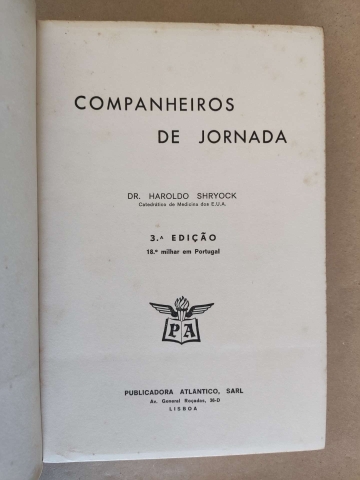 COMPANHEIROS
DE JORNADA
DR. HAROLDO SHRYOCK
Catedrático de Medicina dos E.U.A.
3.ª EDIÇÃO
18.º milhar em Portugal
PA
PUBLICADORA ATLÂNTICO, SARL
Av. General Roçadas, 36-D
LISBOA